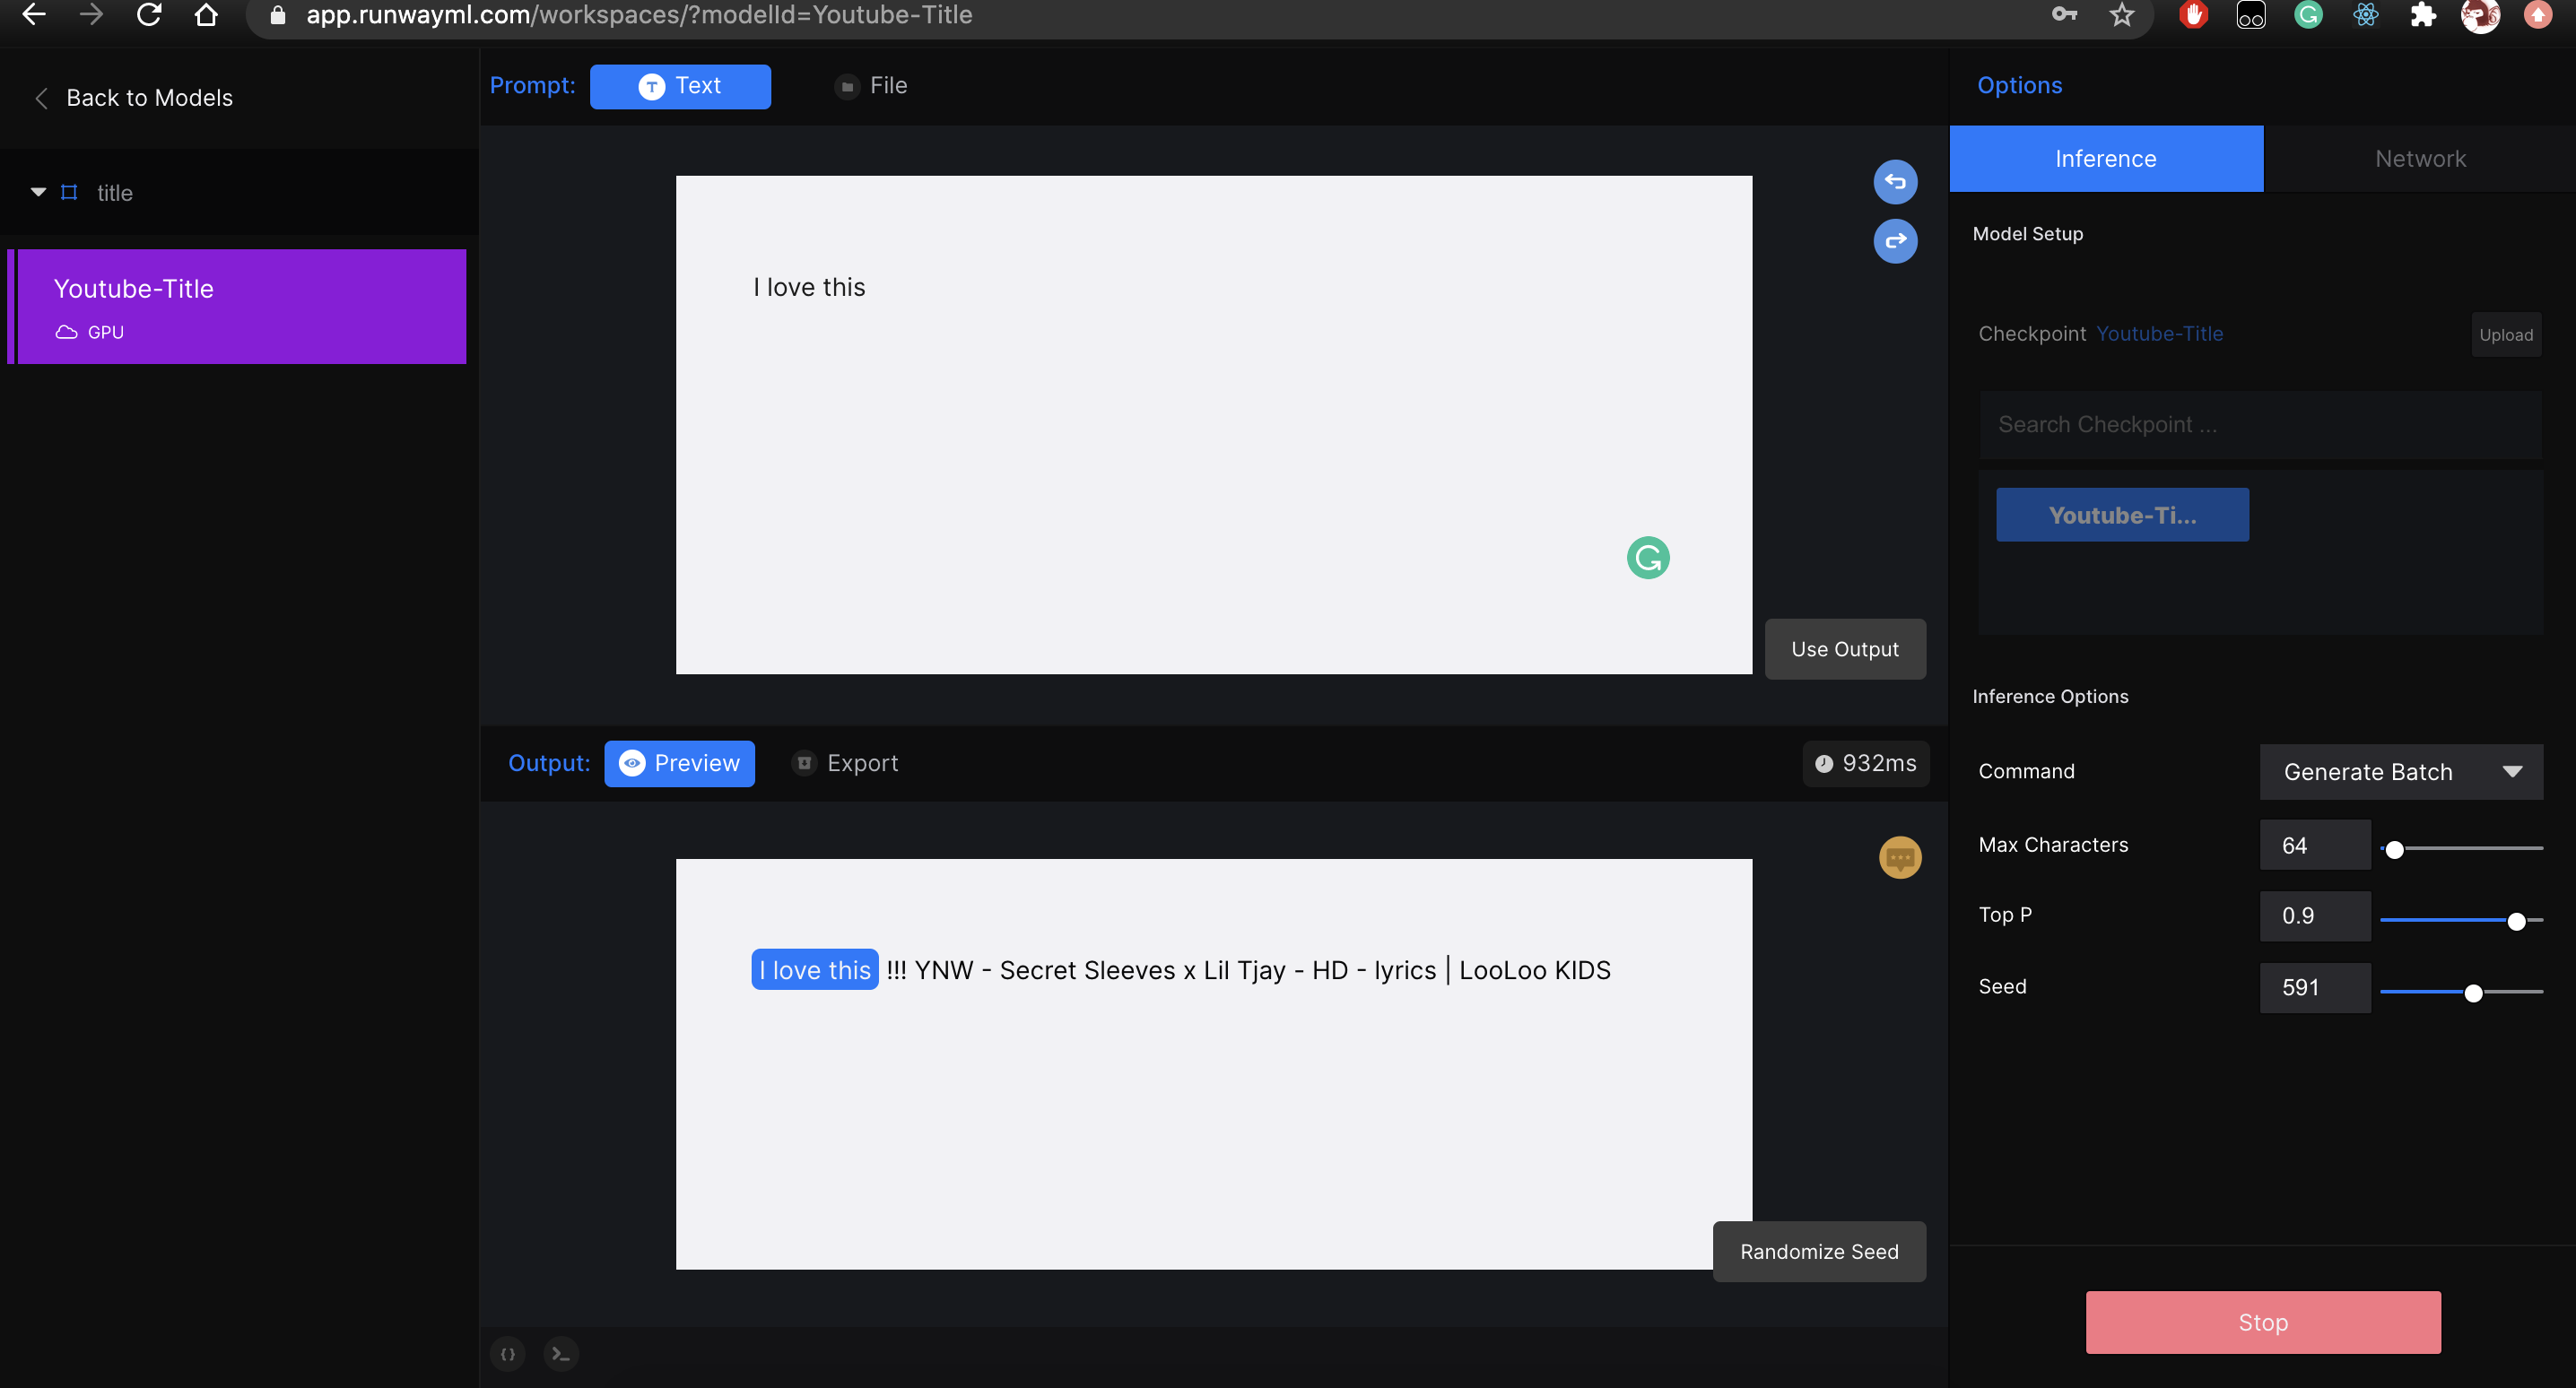 app.runwayml.com/workspaces/?modelId=Youtube-Title
Back to Models
title
Youtube-Title
GPU
Prompt:
Text
File
I love this
Use Output
Output:
Preview
Export
932ms
I love this !!! YNW - Secret Sleeves x Lil Tjay - HD - lyrics | LooLoo KIDS
Randomize Seed
Options
Inference
Network
Model Setup
Checkpoint Youtube-Title
Upload
Search Checkpoint ...
Youtube-Ti...
Inference Options
Command
Generate Batch
Max Characters
64
Top P
0.9
Seed
591
Stop